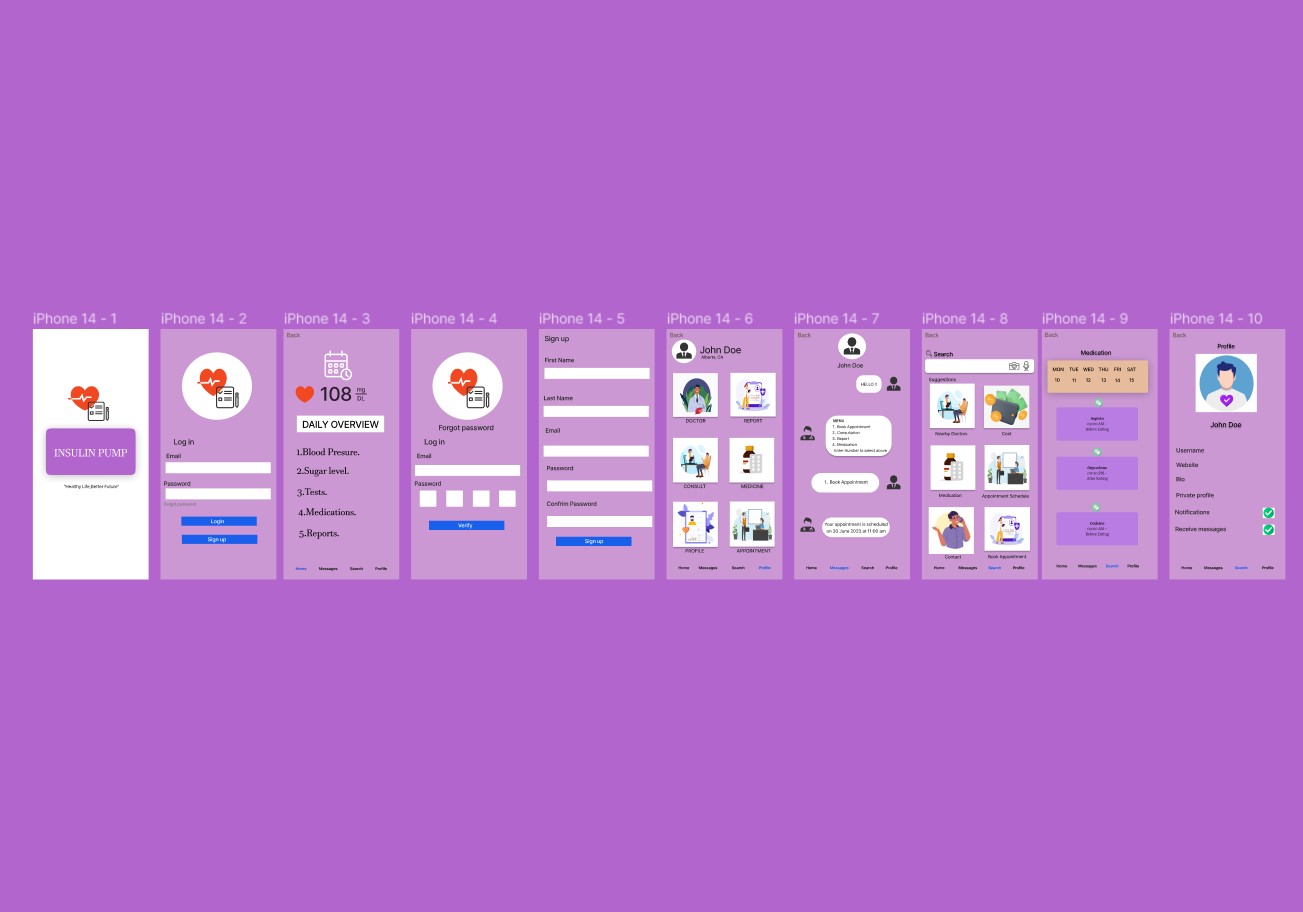 iPhone 14 - 1
INSULIN PUMP
"Healthy Life,Better Future"
iPhone 14 - 2
Log in
Email
Password
Forgot password
Login
Sign up
iPhone 14 - 3
Back
108 mg DL
DAILY OVERVIEW
1.Blood Presure.
2.Sugar level.
3.Tests.
4.Medications.
5.Reports.
Home Messages Search Profile
iPhone 14 - 4
Forgot password
Log in
Email
Password
Verify
iPhone 14 - 5
Sign up
First Name
Last Name
Email
Password
Confrim Password
Sign up
iPhone 14 - 6
Back
John Doe
Alberta, CA
DOCTOR REPORT
CONSULT MEDICINE
PROFILE APPOINTMENT
Home Messages Search Profile
iPhone 14 - 7
Back
John Doe
HELLO !!
MENU
1. Book Appointment
2. Consultation
3. Report
4. Medication
Enter Number to select above
1. Book Appointment
Your appointment is scheduled
on 30 June 2023 at 11:00 am
Home Messages Search Profile
iPhone 14 - 8
Back
Search
Suggestions
Nearby Doctors Cost
Medication Appointment Schedule
Contact Book Appointment
Home Messages Search Profile
iPhone 14 - 9
Back
Medication
MON TUE WED THU FRI SAT
10 11 12 13 14 15
Before Eating
After Eating
Before Eating
Home Messages Search Profile
iPhone 14 - 10
Back
Profile
John Doe
Username
Website
Bio
Private profile
Notifications
Receive messages
Home Messages Search Profile